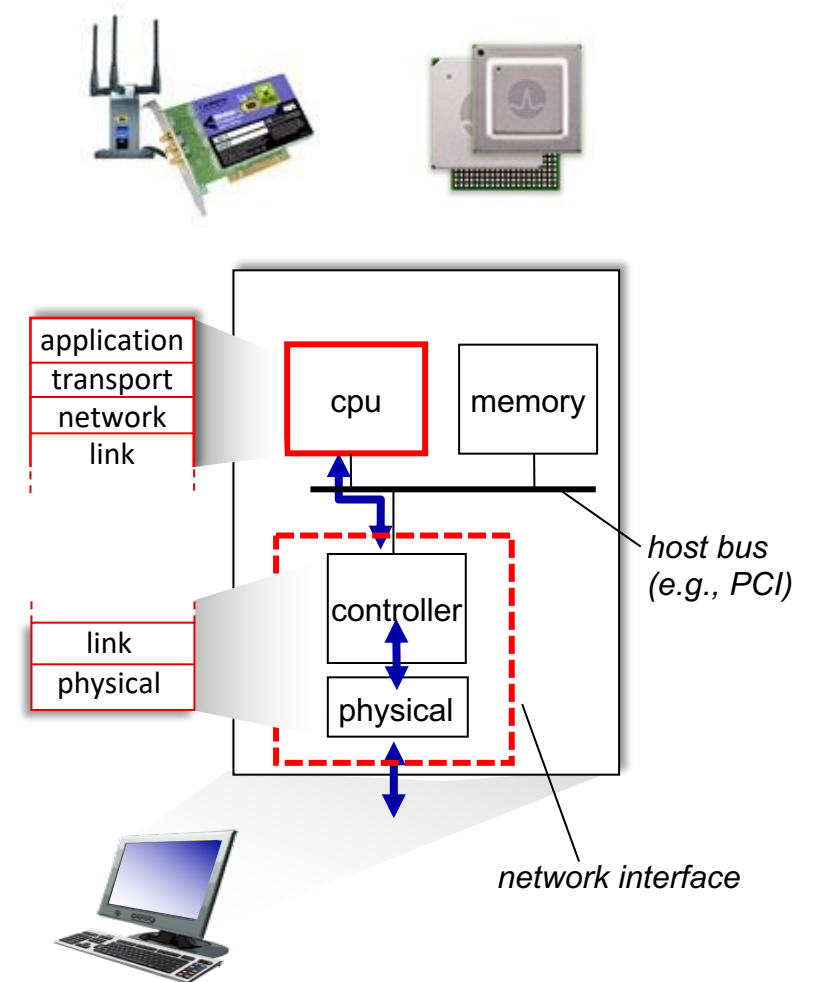 application
transport
network
link
cpu
memory
host bus
(e.g., PCI)
controller
link
physical
physical
network interface